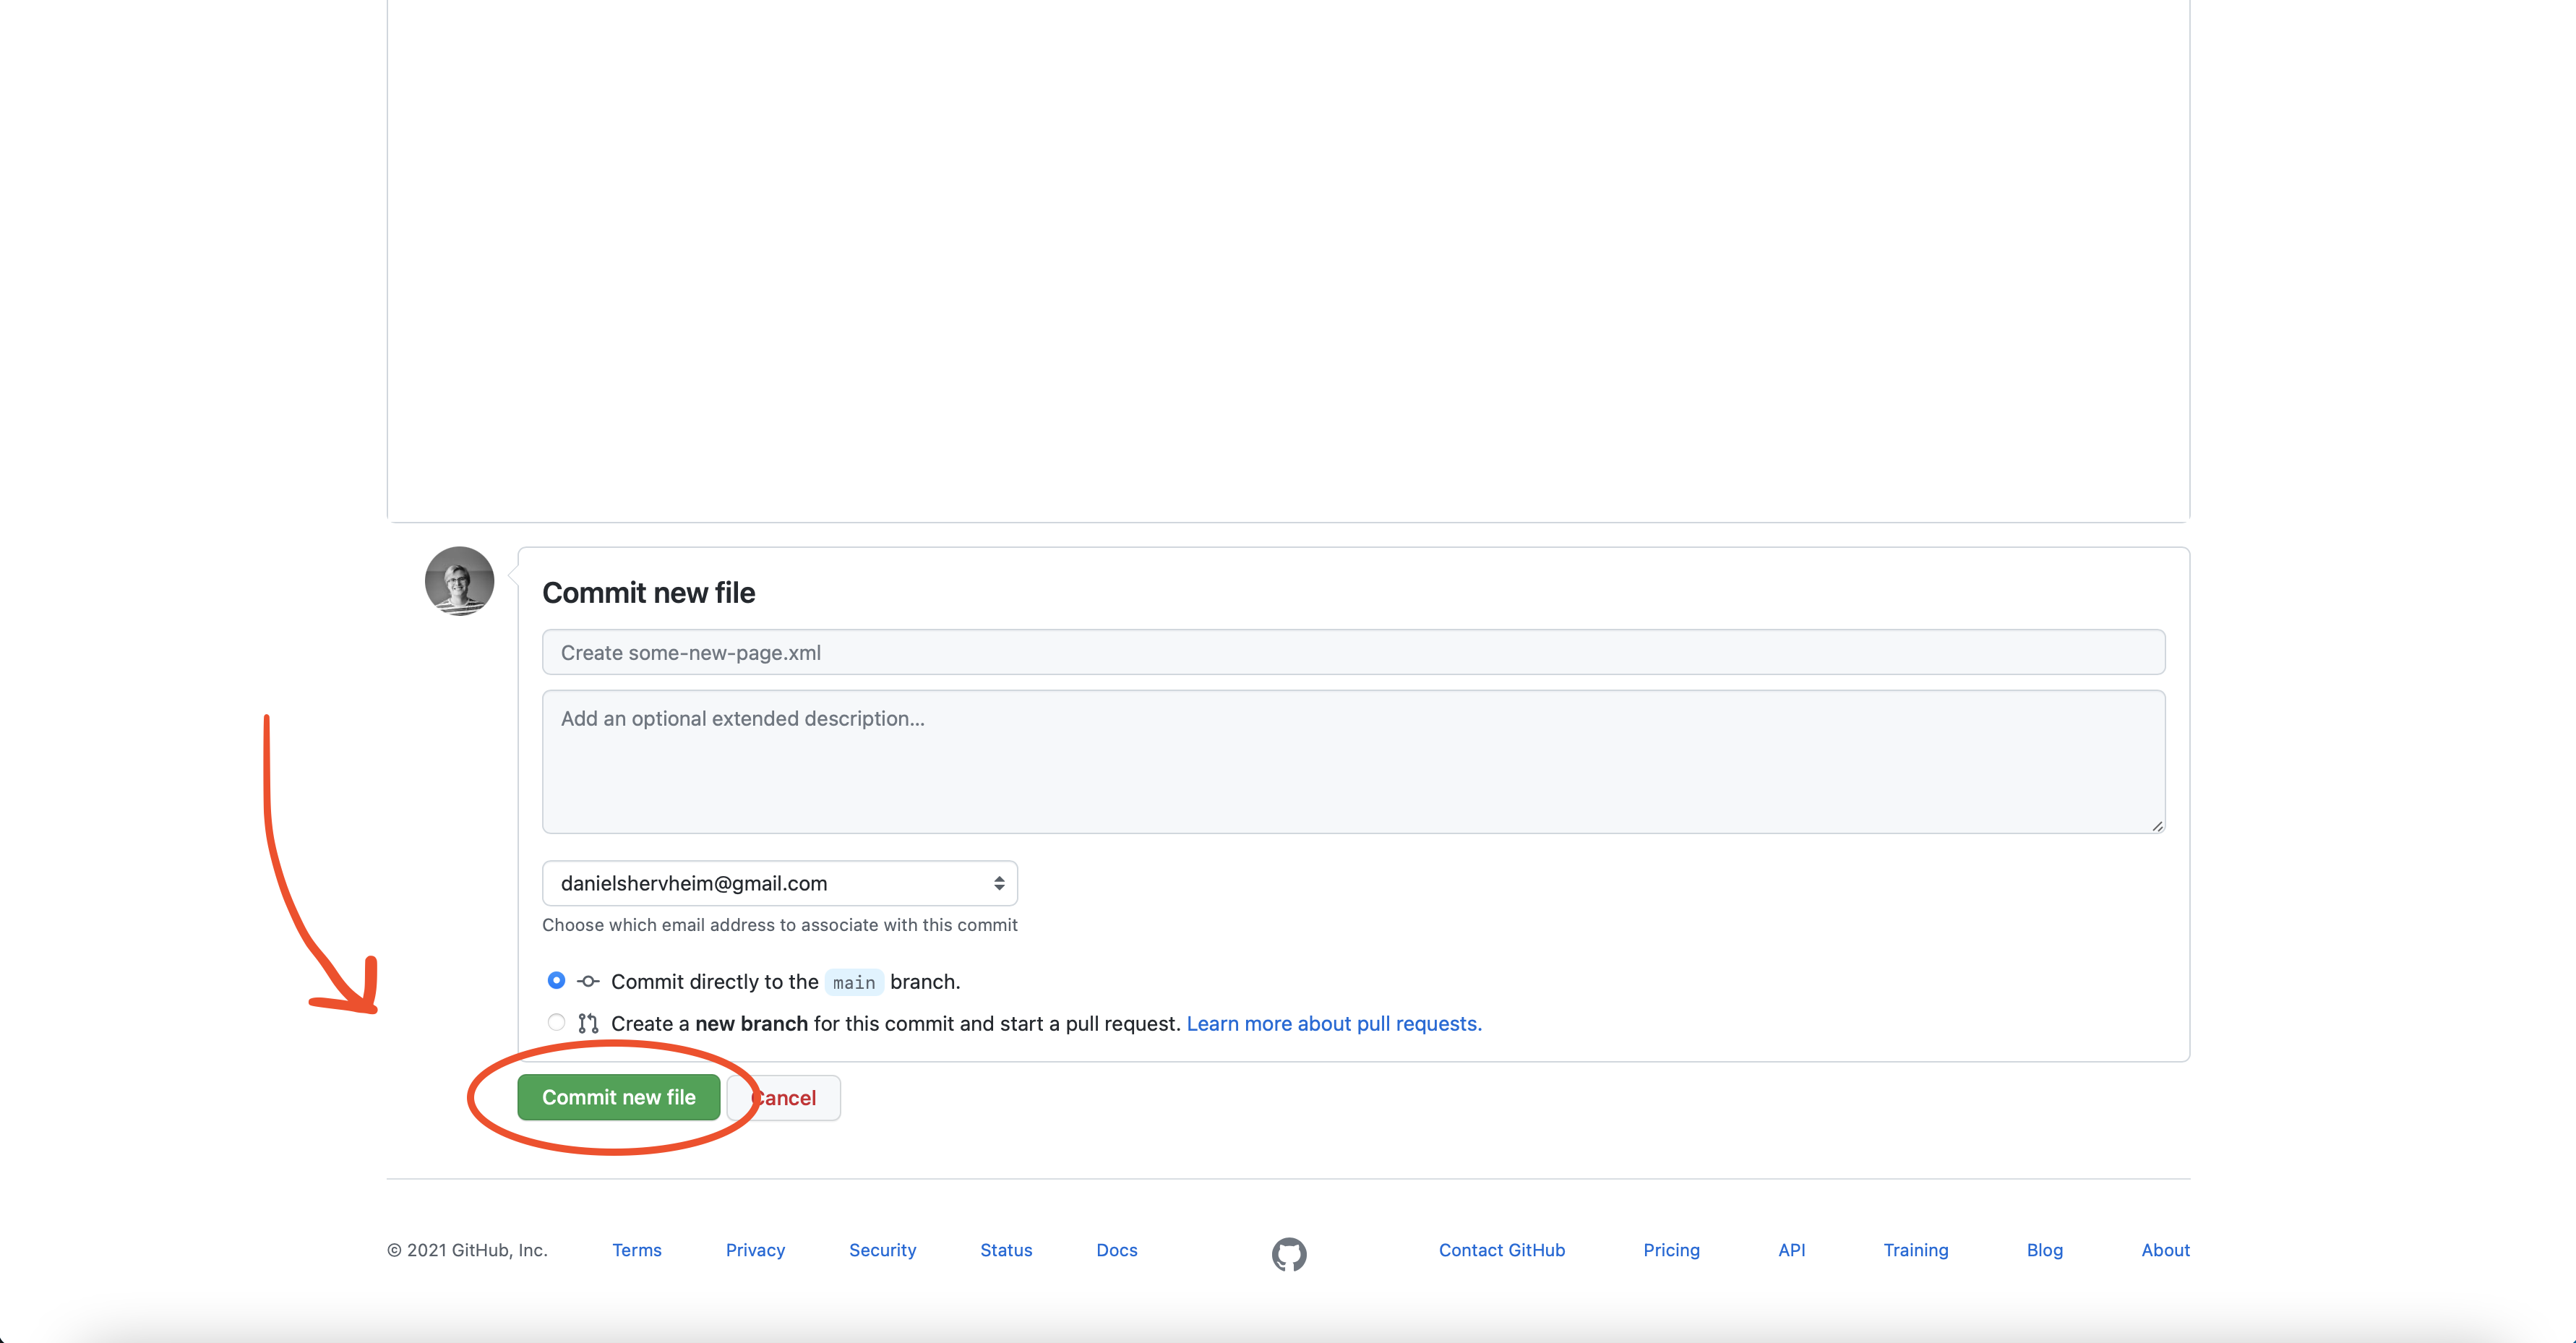 Commit new file
Create some-new-page.xml
Add an optional extended description...
danielshervheim@gmail.com
Choose which email address to associate with this commit
Commit directly to the main branch.
Create a new branch for this commit and start a pull request. Learn more about pull requests.
Commit new file Cancel
© 2021 GitHub, Inc. Terms Privacy Security Status Docs Contact GitHub Pricing API Training Blog About